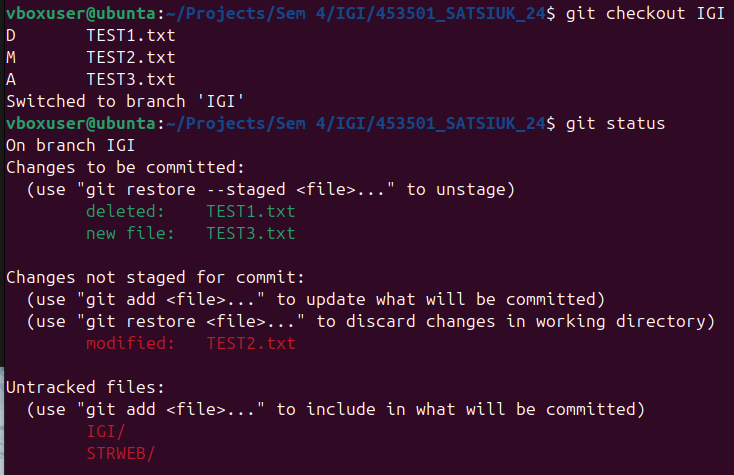 vboxuser@ubunta:~/Projects/Sem 4/IGI/453501_SATSIUK_24$ git checkout IGI
D       TEST1.txt
M       TEST2.txt
A       TEST3.txt
Switched to branch 'IGI'
vboxuser@ubunta:~/Projects/Sem 4/IGI/453501_SATSIUK_24$ git status
On branch IGI
Changes to be committed:
  (use "git restore --staged <file>..." to unstage)
        deleted:    TEST1.txt
        new file:   TEST3.txt

Changes not staged for commit:
  (use "git add <file>..." to update what will be committed)
  (use "git restore <file>..." to discard changes in working directory)
        modified:   TEST2.txt

Untracked files:
  (use "git add <file>..." to include in what will be committed)
        IGI/
        STRWEB/